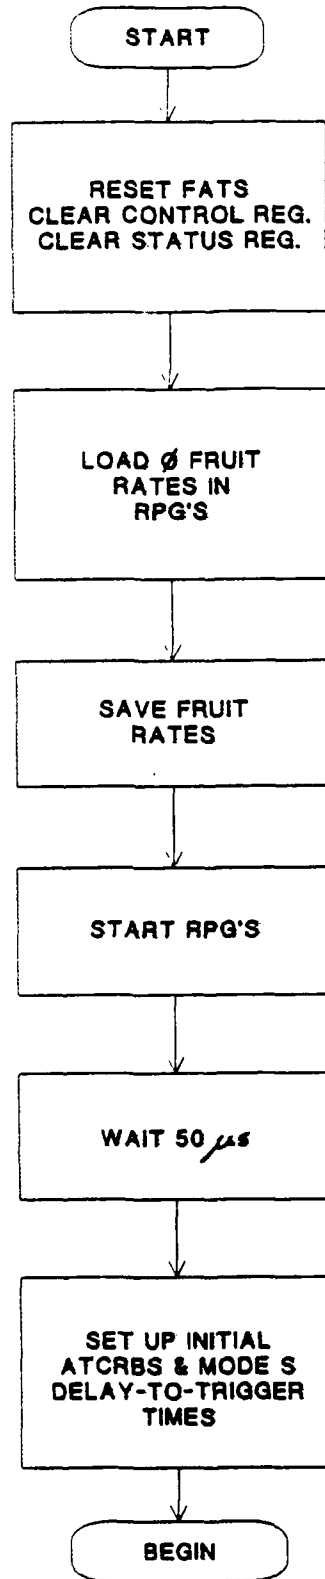 START
RESET FATS
CLEAR CONTROL REG.
CLEAR STATUS REG.
LOAD Ø FRUIT
RATES IN
RPG'S
SAVE FRUIT
RATES
START RPG'S
WAIT 50 µs
SET UP INITIAL
ATCRBS & MODE S
DELAY-TO-TRIGGER
TIMES
BEGIN